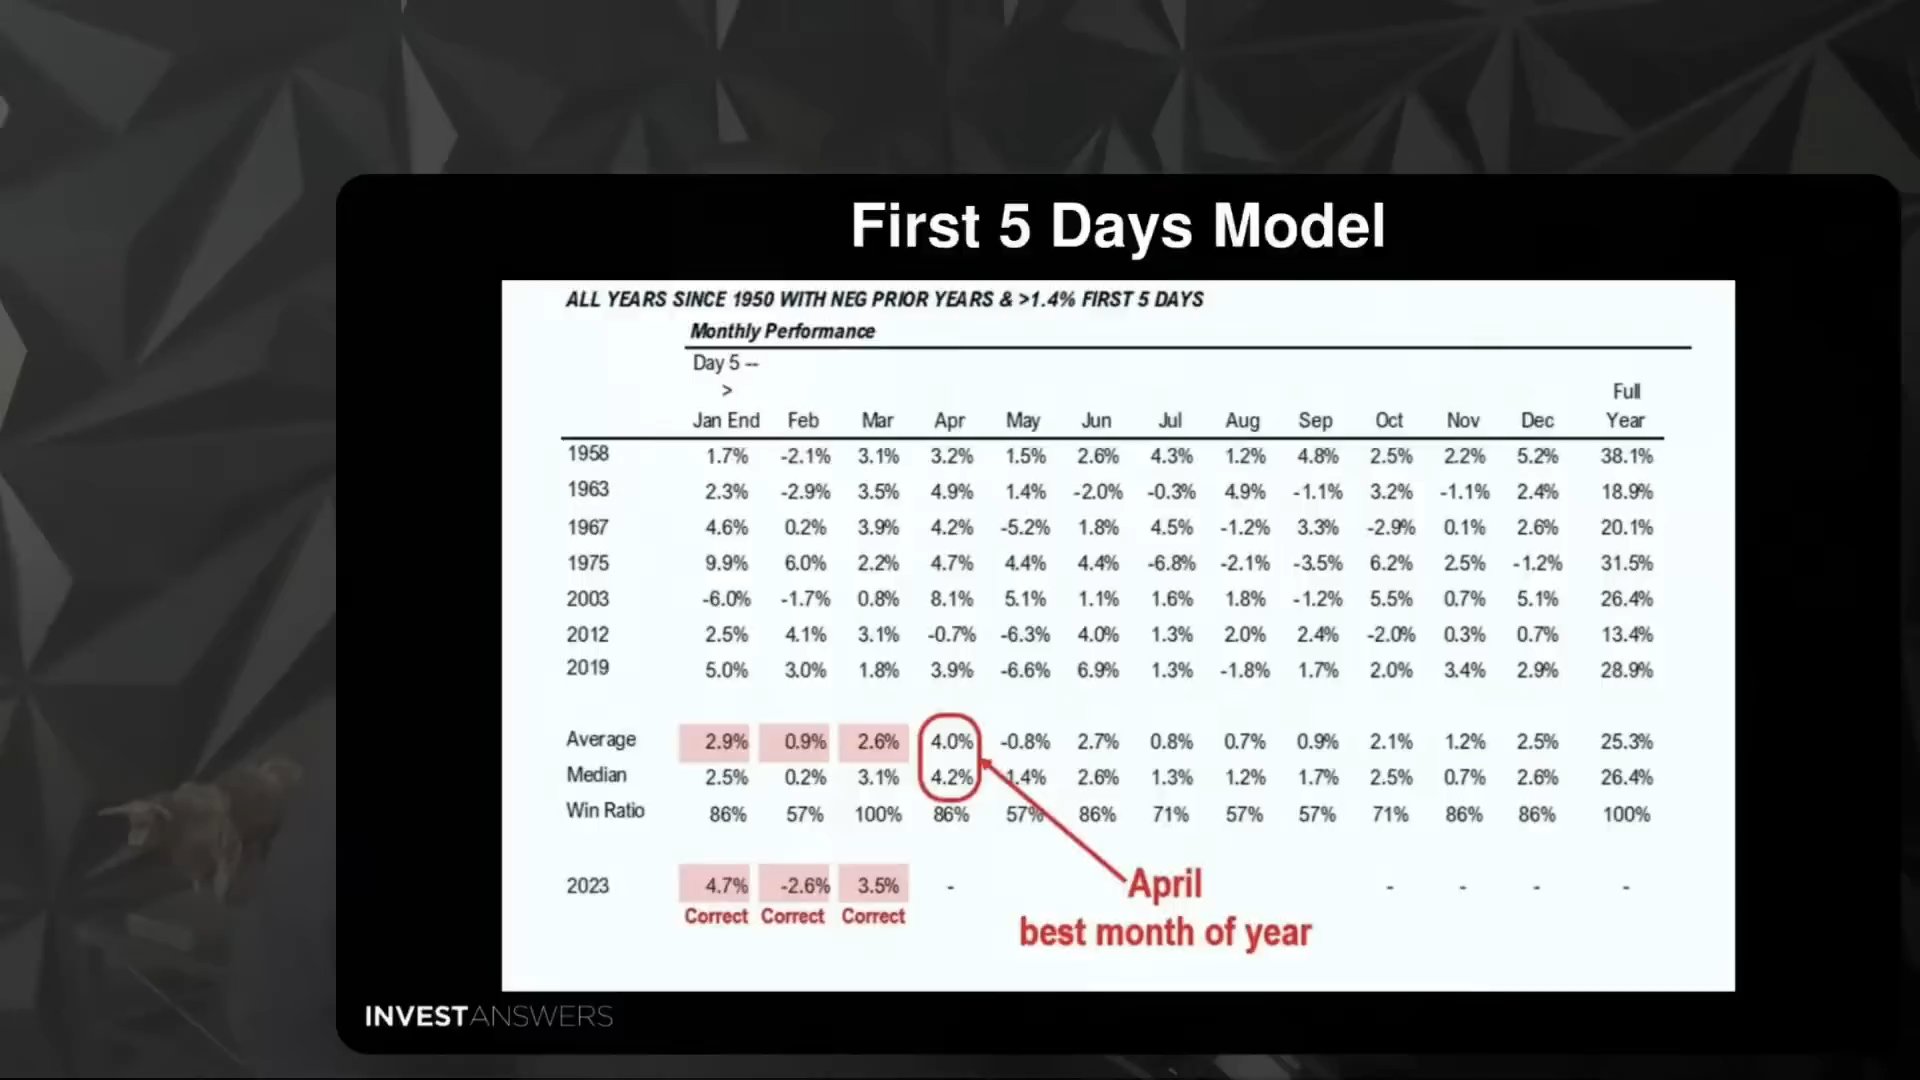 First 5 Days Model
ALL YEARS SINCE 1950 WITH NEG PRIOR YEARS & >1.4% FIRST 5 DAYS
Monthly Performance
Day 5 --
> Full
Jan End Feb Mar Apr May Jun Jul Aug Sep Oct Nov Dec Year
1958 1.7% -2.1% 3.1% 3.2% 1.5% 2.6% 4.3% 1.2% 4.8% 2.5% 2.2% 5.2% 38.1%
1963 2.3% -2.9% 3.5% 4.9% 1.4% -2.0% -0.3% 4.9% -1.1% 3.2% -1.1% 2.4% 18.9%
1967 4.6% 0.2% 3.9% 4.2% -5.2% 1.8% 4.5% -1.2% 3.3% -2.9% 0.1% 2.6% 20.1%
1975 9.9% 6.0% 2.2% 4.7% 4.4% 4.4% -6.8% -2.1% -3.5% 6.2% 2.5% -1.2% 31.5%
2003 -6.0% -1.7% 0.8% 8.1% 5.1% 1.1% 1.6% 1.8% -1.2% 5.5% 0.7% 5.1% 26.4%
2012 2.5% 4.1% 3.1% -0.7% -6.3% 4.0% 1.3% 2.0% 2.4% -2.0% 0.3% 0.7% 13.4%
2019 5.0% 3.0% 1.8% 3.9% -6.6% 6.9% 1.3% -1.8% 1.7% 2.0% 3.4% 2.9% 28.9%
Average 2.9% 0.9% 2.6% 4.0% -0.8% 2.7% 0.8% 0.7% 0.9% 2.1% 1.2% 2.5% 25.3%
Median 2.5% 0.2% 3.1% 4.2% 1.4% 2.6% 1.3% 1.2% 1.7% 2.5% 0.7% 2.6% 26.4%
Win Ratio 86% 57% 100% 86% 57% 86% 71% 57% 57% 71% 86% 86% 100%
2023 4.7% -2.6% 3.5% - - - - -
Correct Correct Correct
April
best month of year
INVESTANSWERS